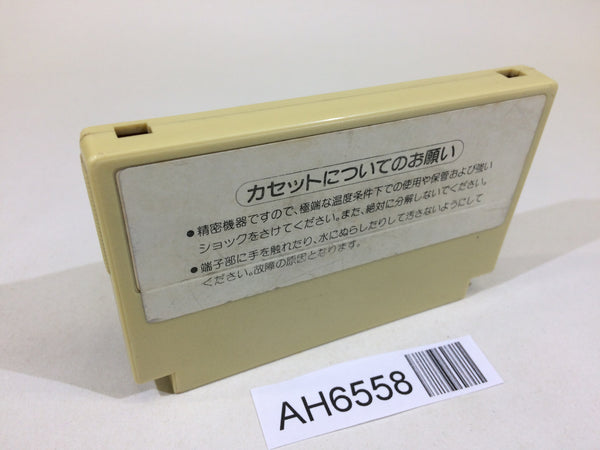 カセットについてのお願い
●精密機器ですので、極端な温度条件下での使用や保管および強い
ショックをさけてください。また、絶対に分解しないでください。
●端子部に手を触れたり、水にぬらしたりして汚さないようにして
ください。故障の原因となります。
AH6558